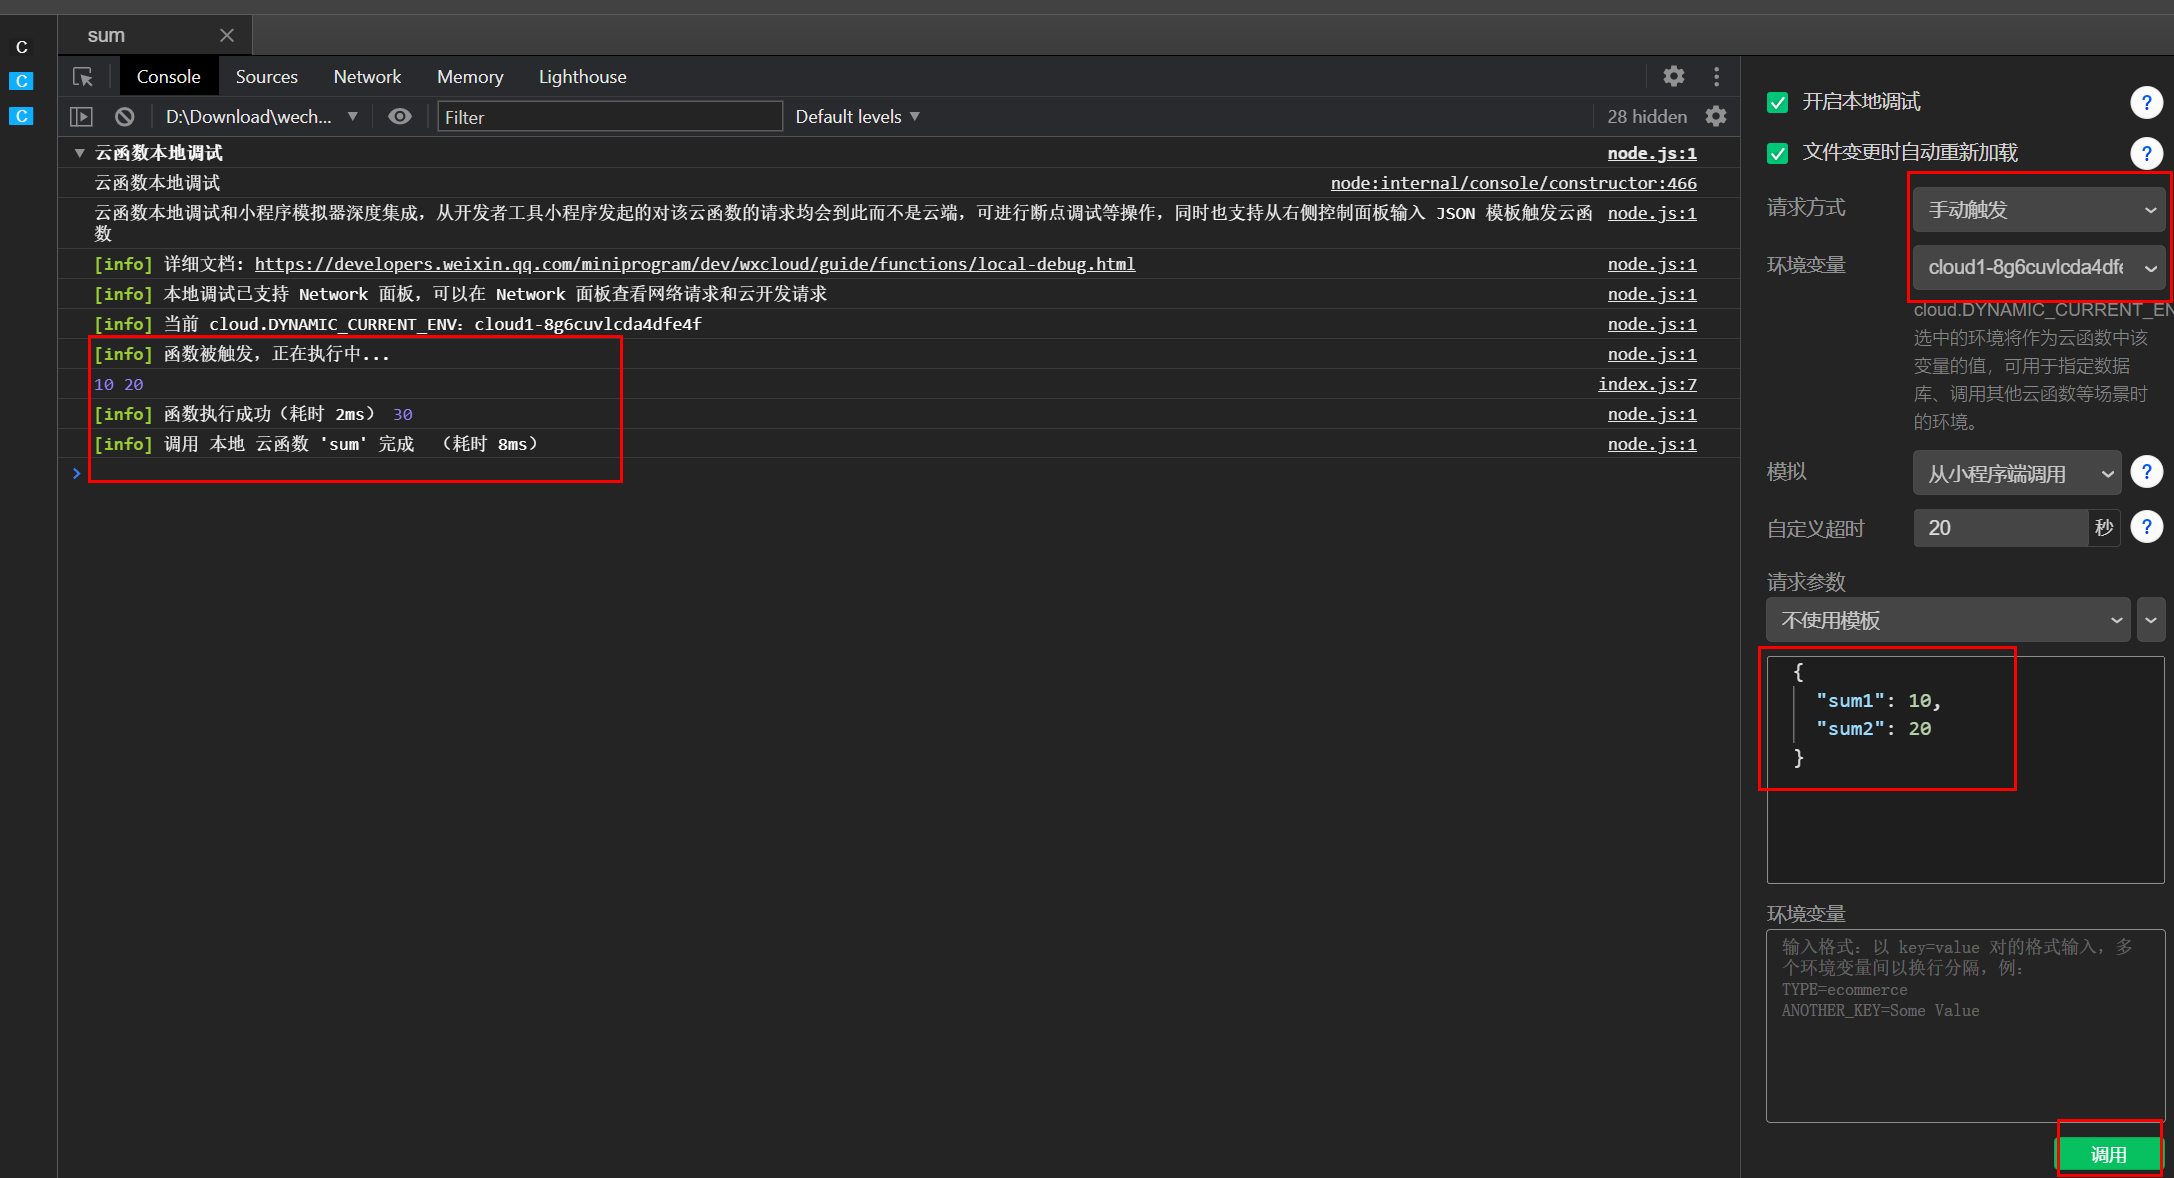 sum
C
C
C
Console Sources Network Memory Lighthouse
D:\Download\wech... Filter Default levels 28 hidden
云函数本地调试 node.js:1
云函数本地调试 node:internal/console/constructor:466
云函数本地调试和小程序模拟器深度集成，从开发者工具小程序发起的对该云函数的请求均会到此而不是云端，可进行断点调试等操作，同时也支持从右侧控制面板输入 JSON 模板触发云函 node.js:1
数
[info] 详细文档: https://developers.weixin.qq.com/miniprogram/dev/wxcloud/guide/functions/local-debug.html node.js:1
[info] 本地调试已支持 Network 面板，可以在 Network 面板查看网络请求和云开发请求 node.js:1
[info] 当前 cloud.DYNAMIC_CURRENT_ENV：cloud1-8g6cuvlcda4dfe4f node.js:1
[info] 函数被触发，正在执行中... node.js:1
10 20 index.js:7
[info] 函数执行成功（耗时 2ms） 30 node.js:1
[info] 调用 本地 云函数 'sum' 完成 （耗时 8ms） node.js:1
>
开启本地调试 ?
文件变更时自动重新加载 ?
请求方式 手动触发
环境变量 cloud1-8g6cuvlcda4dfe
cloud.DYNAMIC_CURRENT_EN
选中的环境将作为云函数中该
变量的值，可用于指定数据
库、调用其他云函数等场景时
的环境。
模拟 从小程序端调用 ?
自定义超时 20 秒 ?
请求参数
不使用模板
{
"sum1": 10,
"sum2": 20
}
环境变量
输入格式：以 key=value 对的格式输入，多
个环境变量间以换行分隔，例：
TYPE=ecommerce
ANOTHER_KEY=Some Value
调用